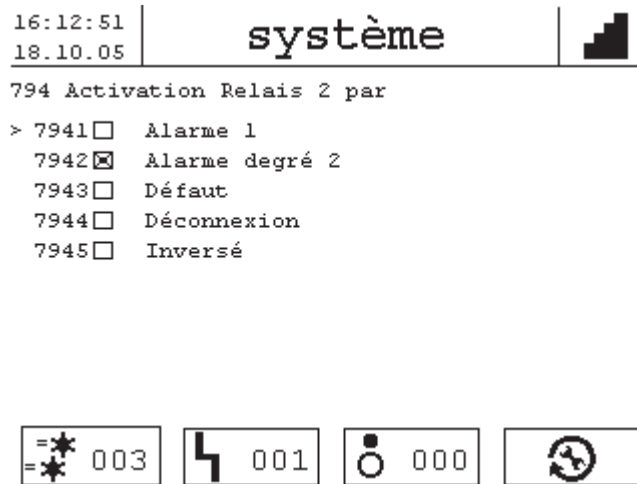 16:12:51
18.10.05
système
794 Activation Relais 2 par
> 7941 Alarme 1
7942 Alarme degré 2
7943 Défaut
7944 Déconnexion
7945 Inversé
003
001
000